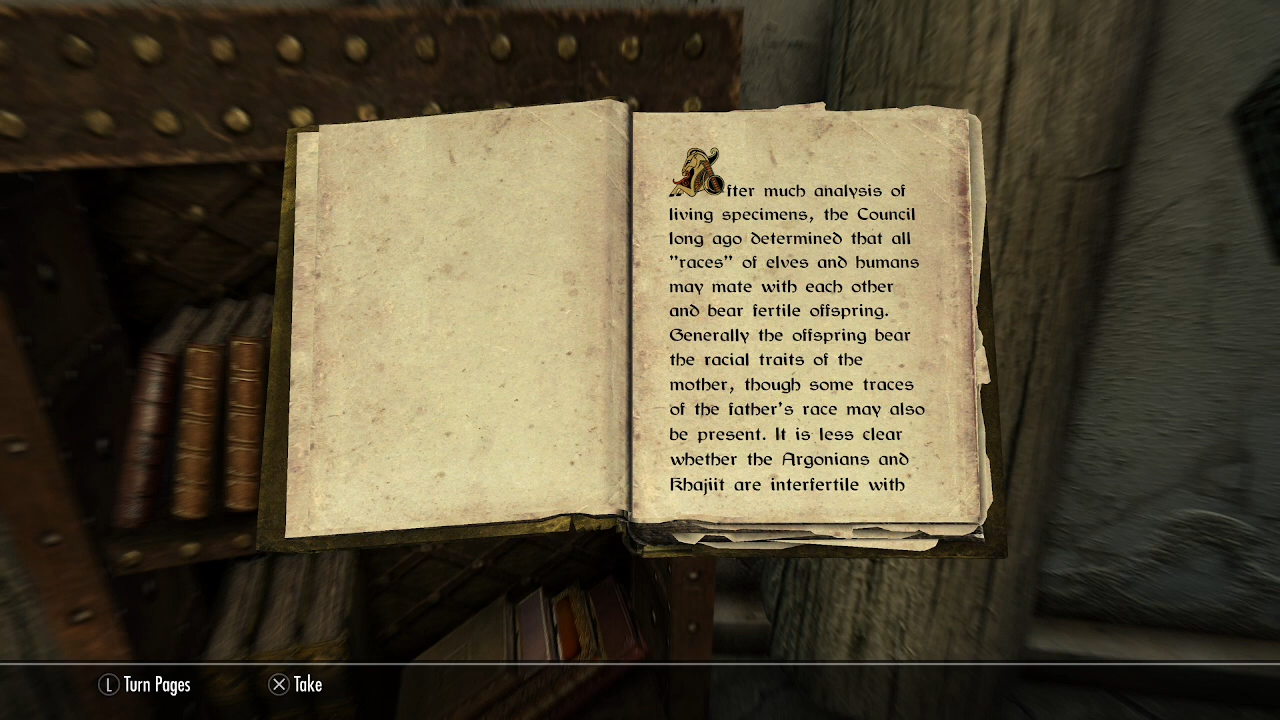 After much analysis of
living specimens, the Council
long ago determined that all
"races" of elves and humans
may mate with each other
and bear fertile offspring.
Generally the offspring bear
the racial traits of the
mother, though some traces
of the father's race may also
be present. It is less clear
whether the Argonians and
Khajiit are interfertile with
L Turn Pages
X Take